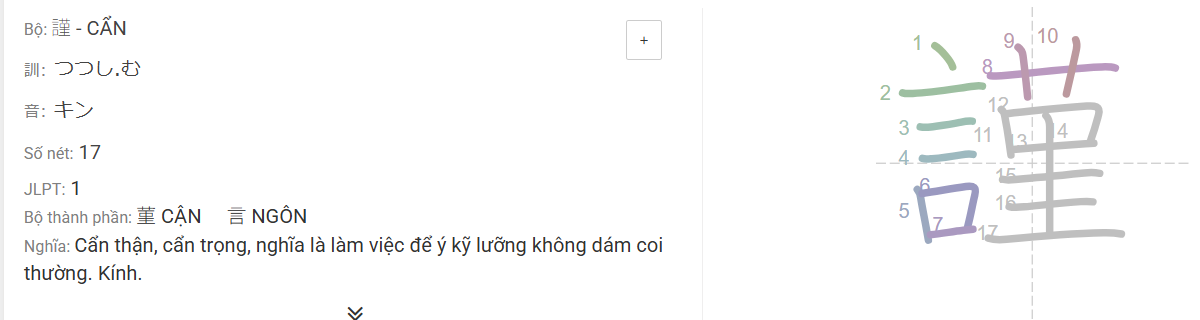 Bộ: 謹 - CẨN
訓: つつし.む
音: キン
Số nét: 17
JLPT: 1
Bộ thành phần: 菫 CẬN 言 NGÔN
Nghĩa: Cẩn thận, cẩn trọng, nghĩa là làm việc để ý kỹ lưỡng không dám coi
thường. Kính.
+
謹
1
2
3
4
5
6
7
8
9
10
11
12
13
14
15
16
17